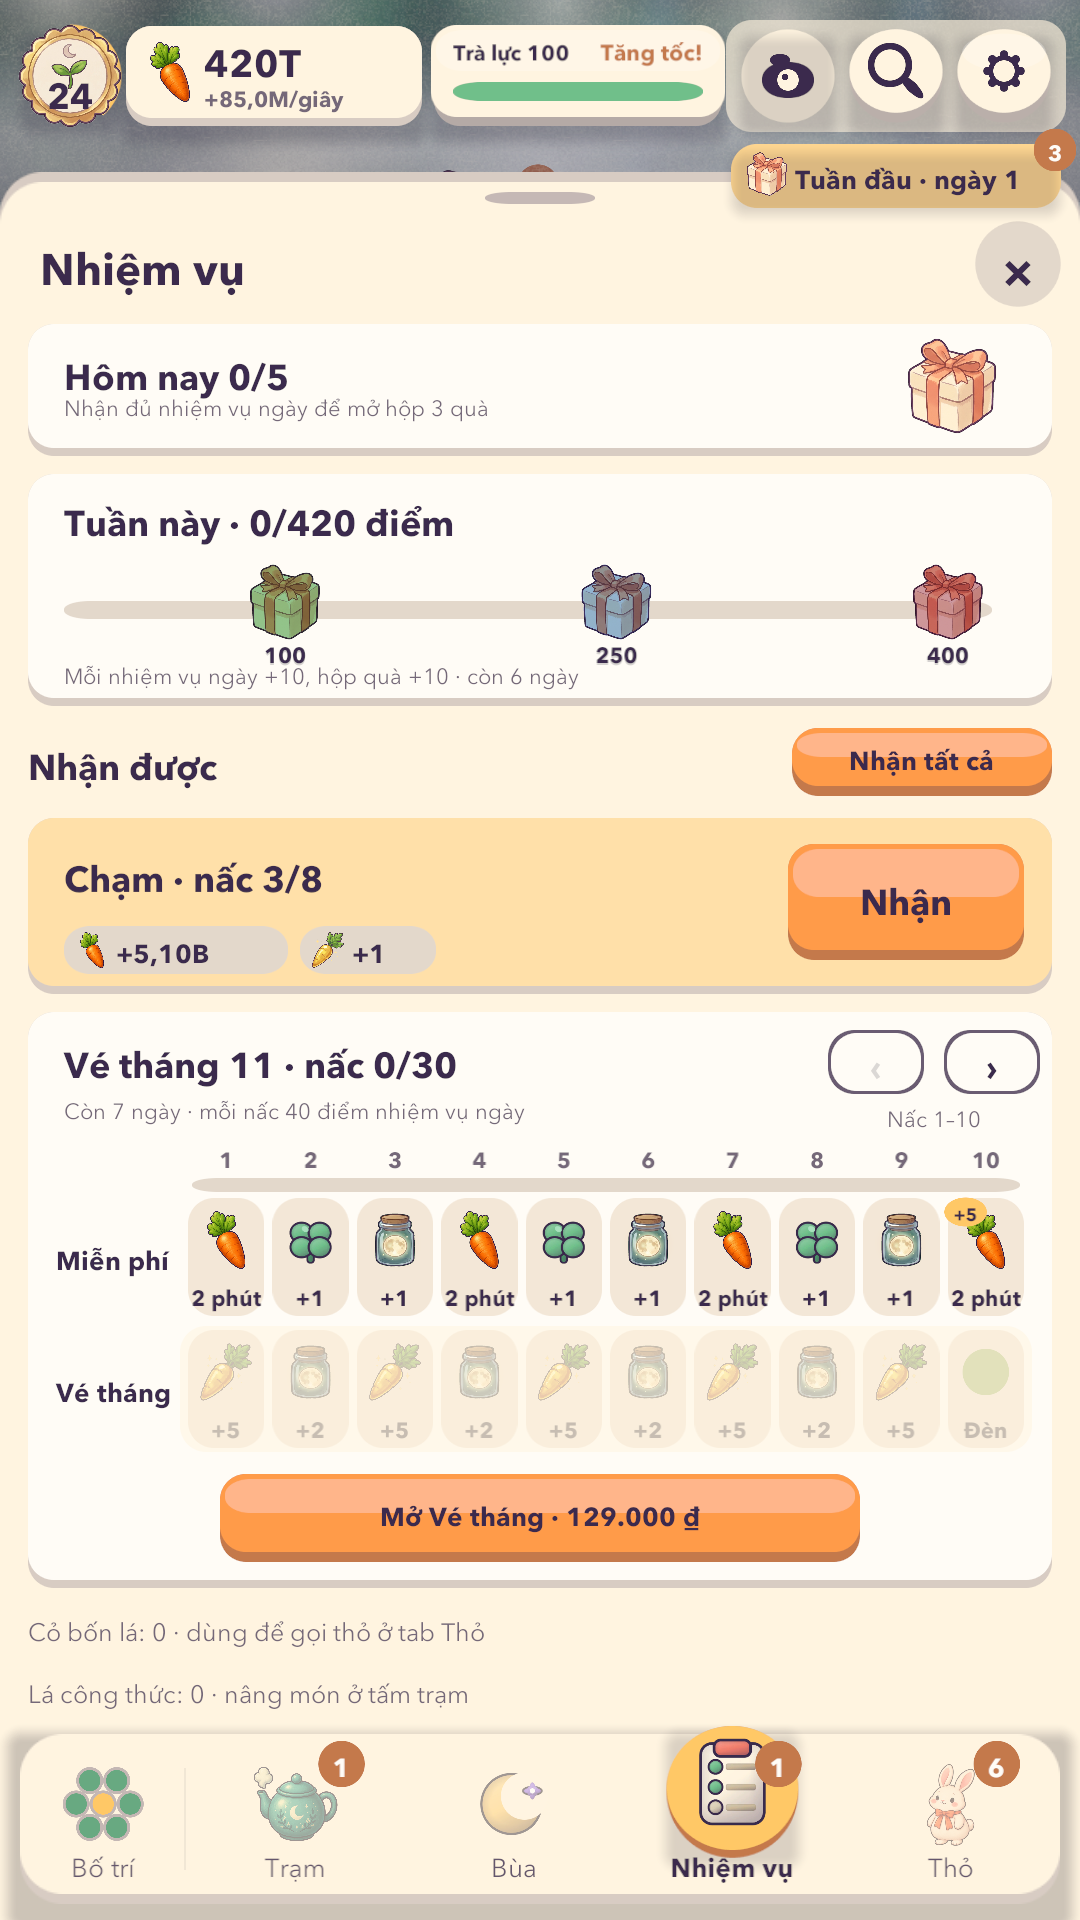 24
420T
+85,0M/giây
Trà lực 100 Tăng tốc!
3
Tuần đầu · ngày 1
Nhiệm vụ
×
Hôm nay 0/5
Nhận đủ nhiệm vụ ngày để mở hộp 3 quà
Tuần này · 0/420 điểm
100 250 400
Mỗi nhiệm vụ ngày +10, hộp quà +10 · còn 6 ngày
Nhận được
Nhận tất cả
Chạm · nấc 3/8
Nhận
+5,10B +1
Vé tháng 11 · nấc 0/30
‹ ›
Còn 7 ngày · mỗi nấc 40 điểm nhiệm vụ ngày
Nấc 1–10
1 2 3 4 5 6 7 8 9 10
+5
Miễn phí
2 phút +1 +1 2 phút +1 +1 2 phút +1 +1 2 phút
Vé tháng
+5 +2 +5 +2 +5 +2 +5 +2 +5 Đèn
Mở Vé tháng · 129.000 ₫
Cỏ bốn lá: 0 · dùng để gọi thỏ ở tab Thỏ
Lá công thức: 0 · nâng món ở tấm trạm
1 1 6
Bố trí Trạm Bùa Nhiệm vụ Thỏ